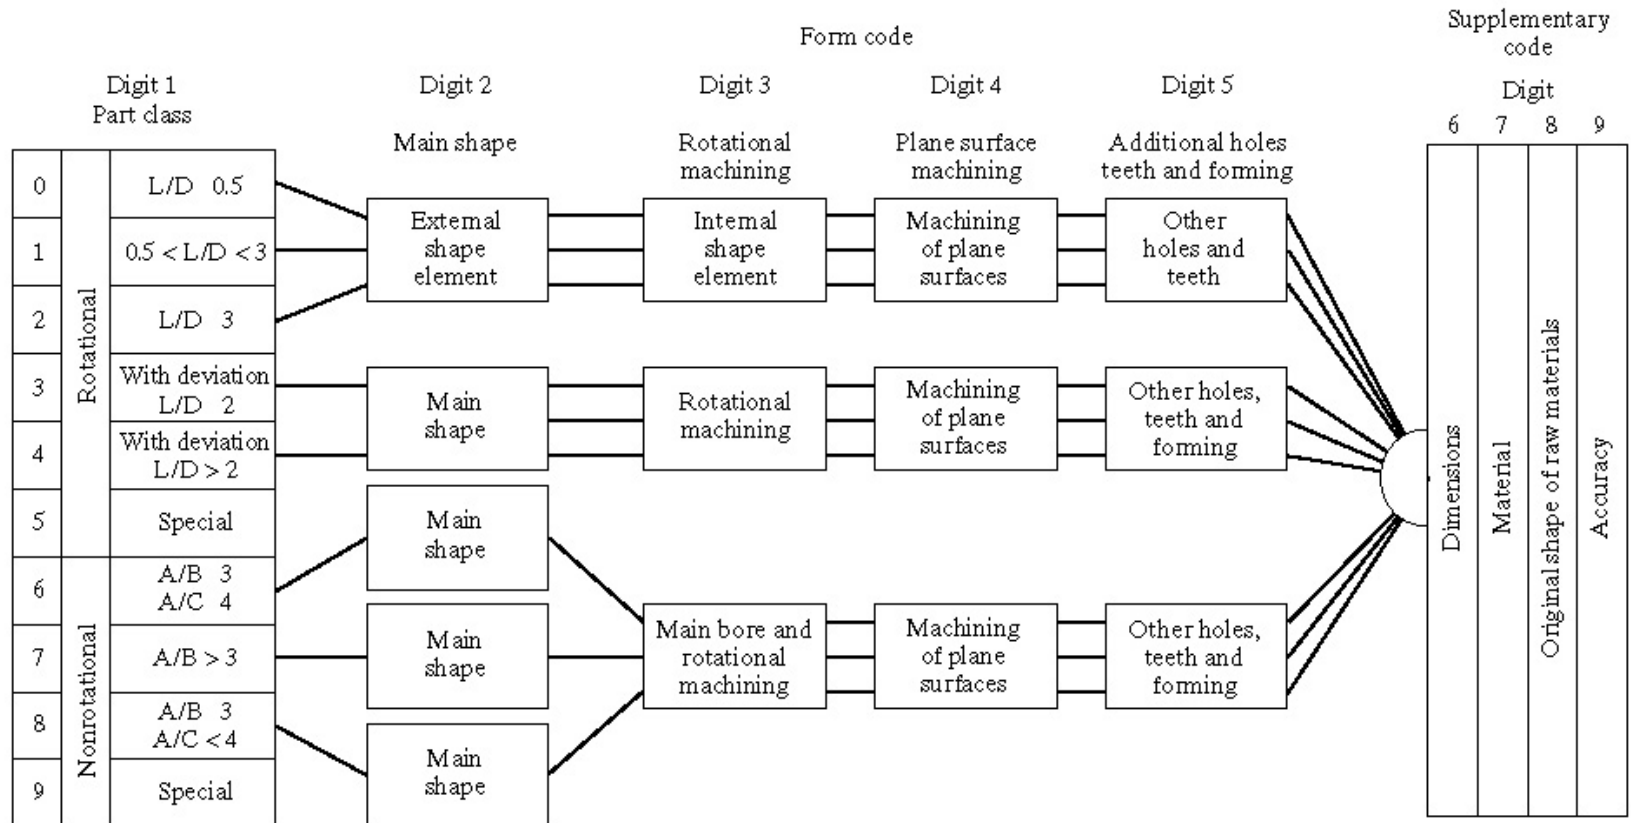 Form code
Supplementary
code
Digit 1
Part class
Digit 2
Digit 3
Digit 4
Digit 5
Digit
6 7 8 9
Main shape
Rotational
machining
Plane surface
machining
Additional holes
teeth and forming
Rotational
0
L/D 0.5
1
0.5 < L/D < 3
2
L/D 3
3
With deviation
L/D 2
4
With deviation
L/D > 2
5
Special
Nonrotational
6
A/B 3
A/C 4
7
A/B > 3
8
A/B 3
A/C < 4
9
Special
External
shape
element
Internal
shape
element
Machining
of plane
surfaces
Other
holes and
teeth
Main
shape
Rotational
machining
Machining
of plane
surfaces
Other holes,
teeth and
forming
Main
shape
Main
shape
Main
shape
Main bore and
rotational
machining
Machining
of plane
surfaces
Other holes,
teeth and
forming
Dimensions
Material
Original shape of raw materials
Accuracy